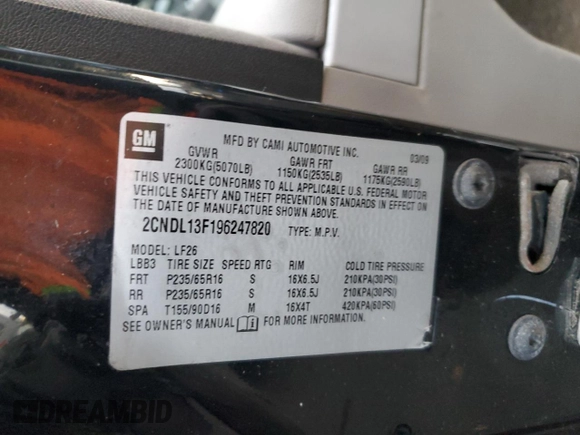 GM
MFD BY CAMI AUTOMOTIVE INC. 03/09
GVWR GAWR FRT GAWR RR
2300KG(5070LB) 1150KG(2535LB) 1175KG(2590LB)
THIS VEHICLE CONFORMS TO ALL APPLICABLE U.S. FEDERAL MOTOR
VEHICLE SAFETY, BUMPER, AND THEFT PREVENTION STANDARDS IN EFFECT ON
THE DATE OF MANUFACTURE SHOWN ABOVE.
2CNDL13F196247820 TYPE: M.P.V.
MODEL: LF26
LBB3 TIRE SIZE SPEED RTG RIM COLD TIRE PRESSURE
FRT P235/65R16 S 16X6.5J 210KPA(30PSI)
RR P235/65R16 S 16X6.5J 210KPA(30PSI)
SPA T155/90D16 M 16X4T 420KPA(60PSI)
SEE OWNER'S MANUAL FOR MORE INFORMATION.
DREAMBID